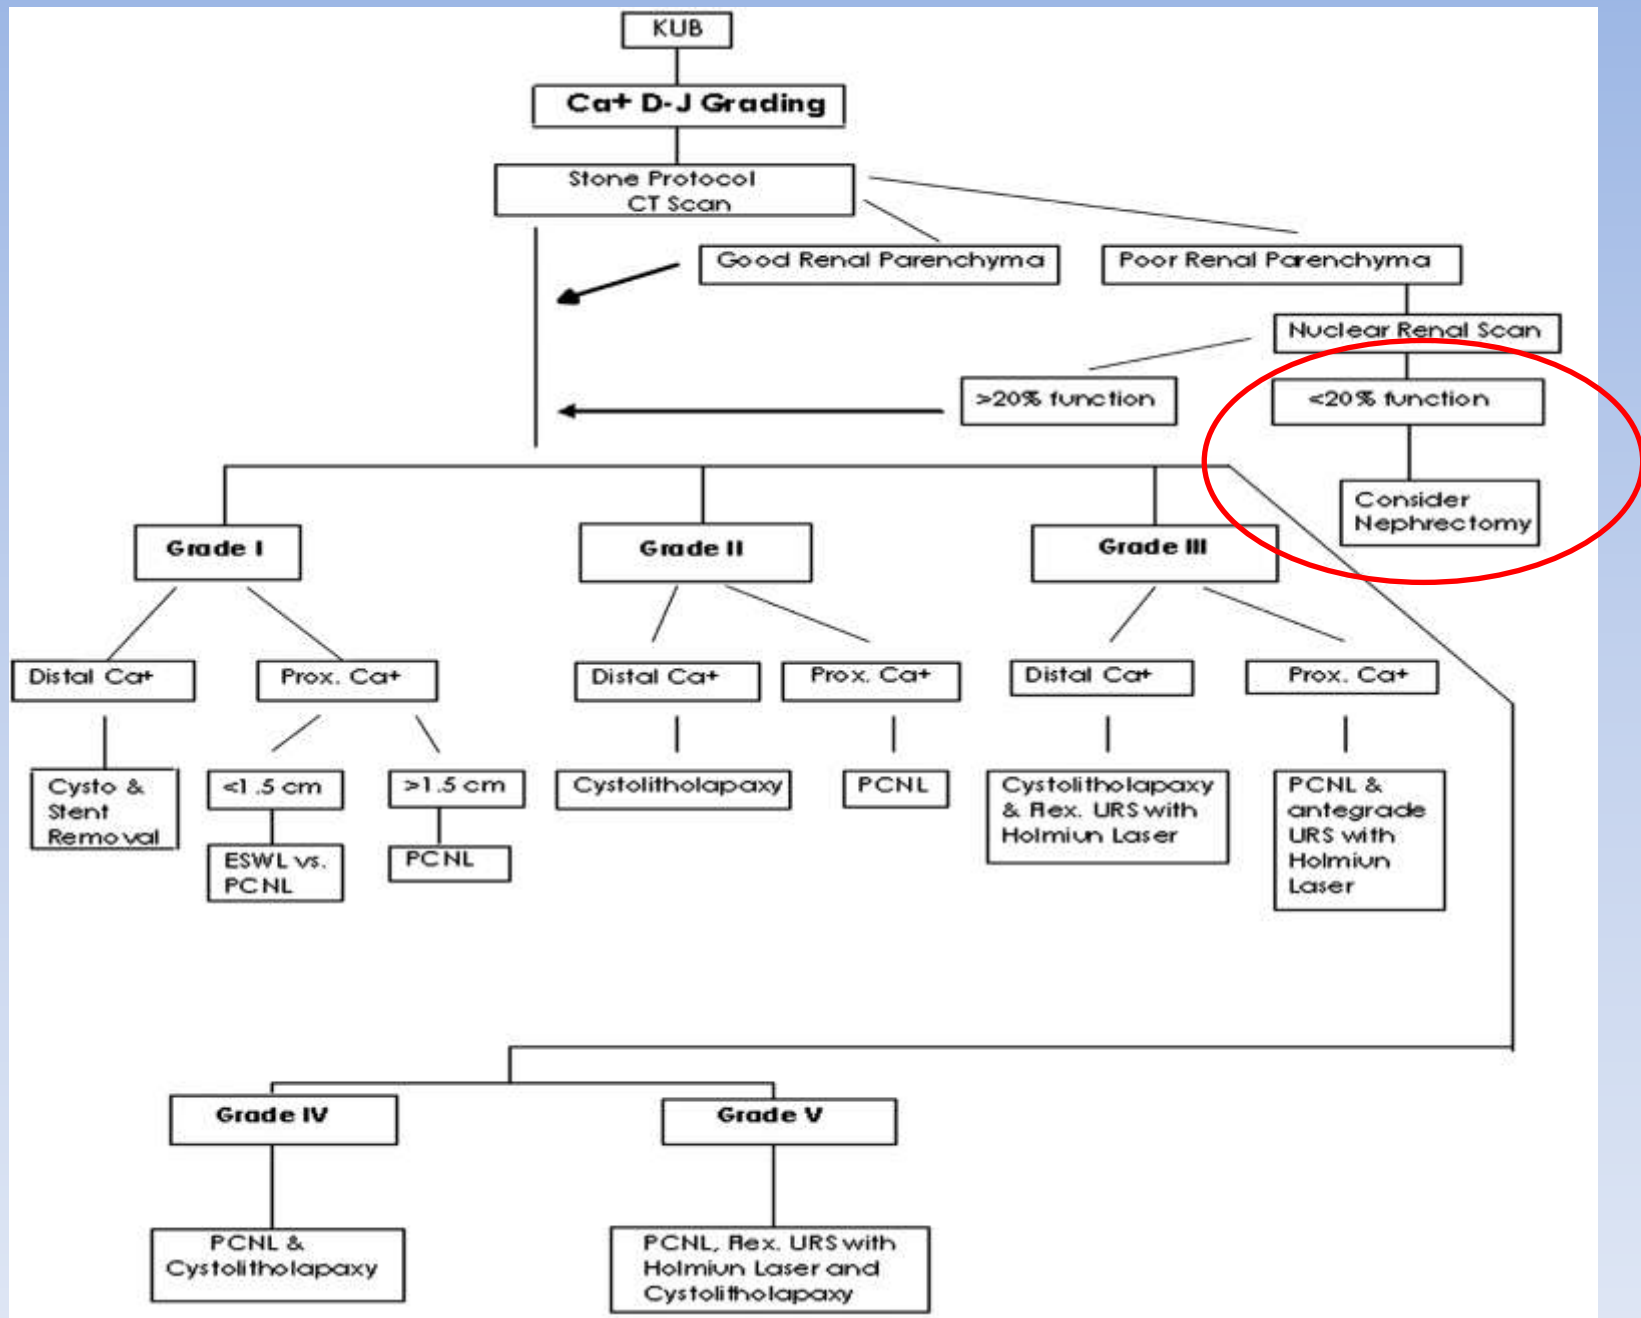 KUB
Ca+ D-J Grading
Stone Protocol
CT Scan
Good Renal Parenchyma
Poor Renal Parenchyma
Nuclear Renal Scan
>20% function
<20% function
Consider
Nephrectomy
Grade I
Grade II
Grade III
Distal Ca+
Prox. Ca+
Distal Ca+
Prox. Ca+
Distal Ca+
Prox. Ca+
Cysto &
Stent
Removal
<1.5 cm
>1.5 cm
Cystolitholapaxy
PCNL
Cystolitholapaxy
& Flex. URS with
Holmiun Laser
PCNL &
antegrade
URS with
Holmiun
Laser
ESWL vs.
PCNL
PCNL
Grade IV
Grade V
PCNL &
Cystolitholapaxy
PCNL, Flex. URS with
Holmiun Laser and
Cystolitholapaxy